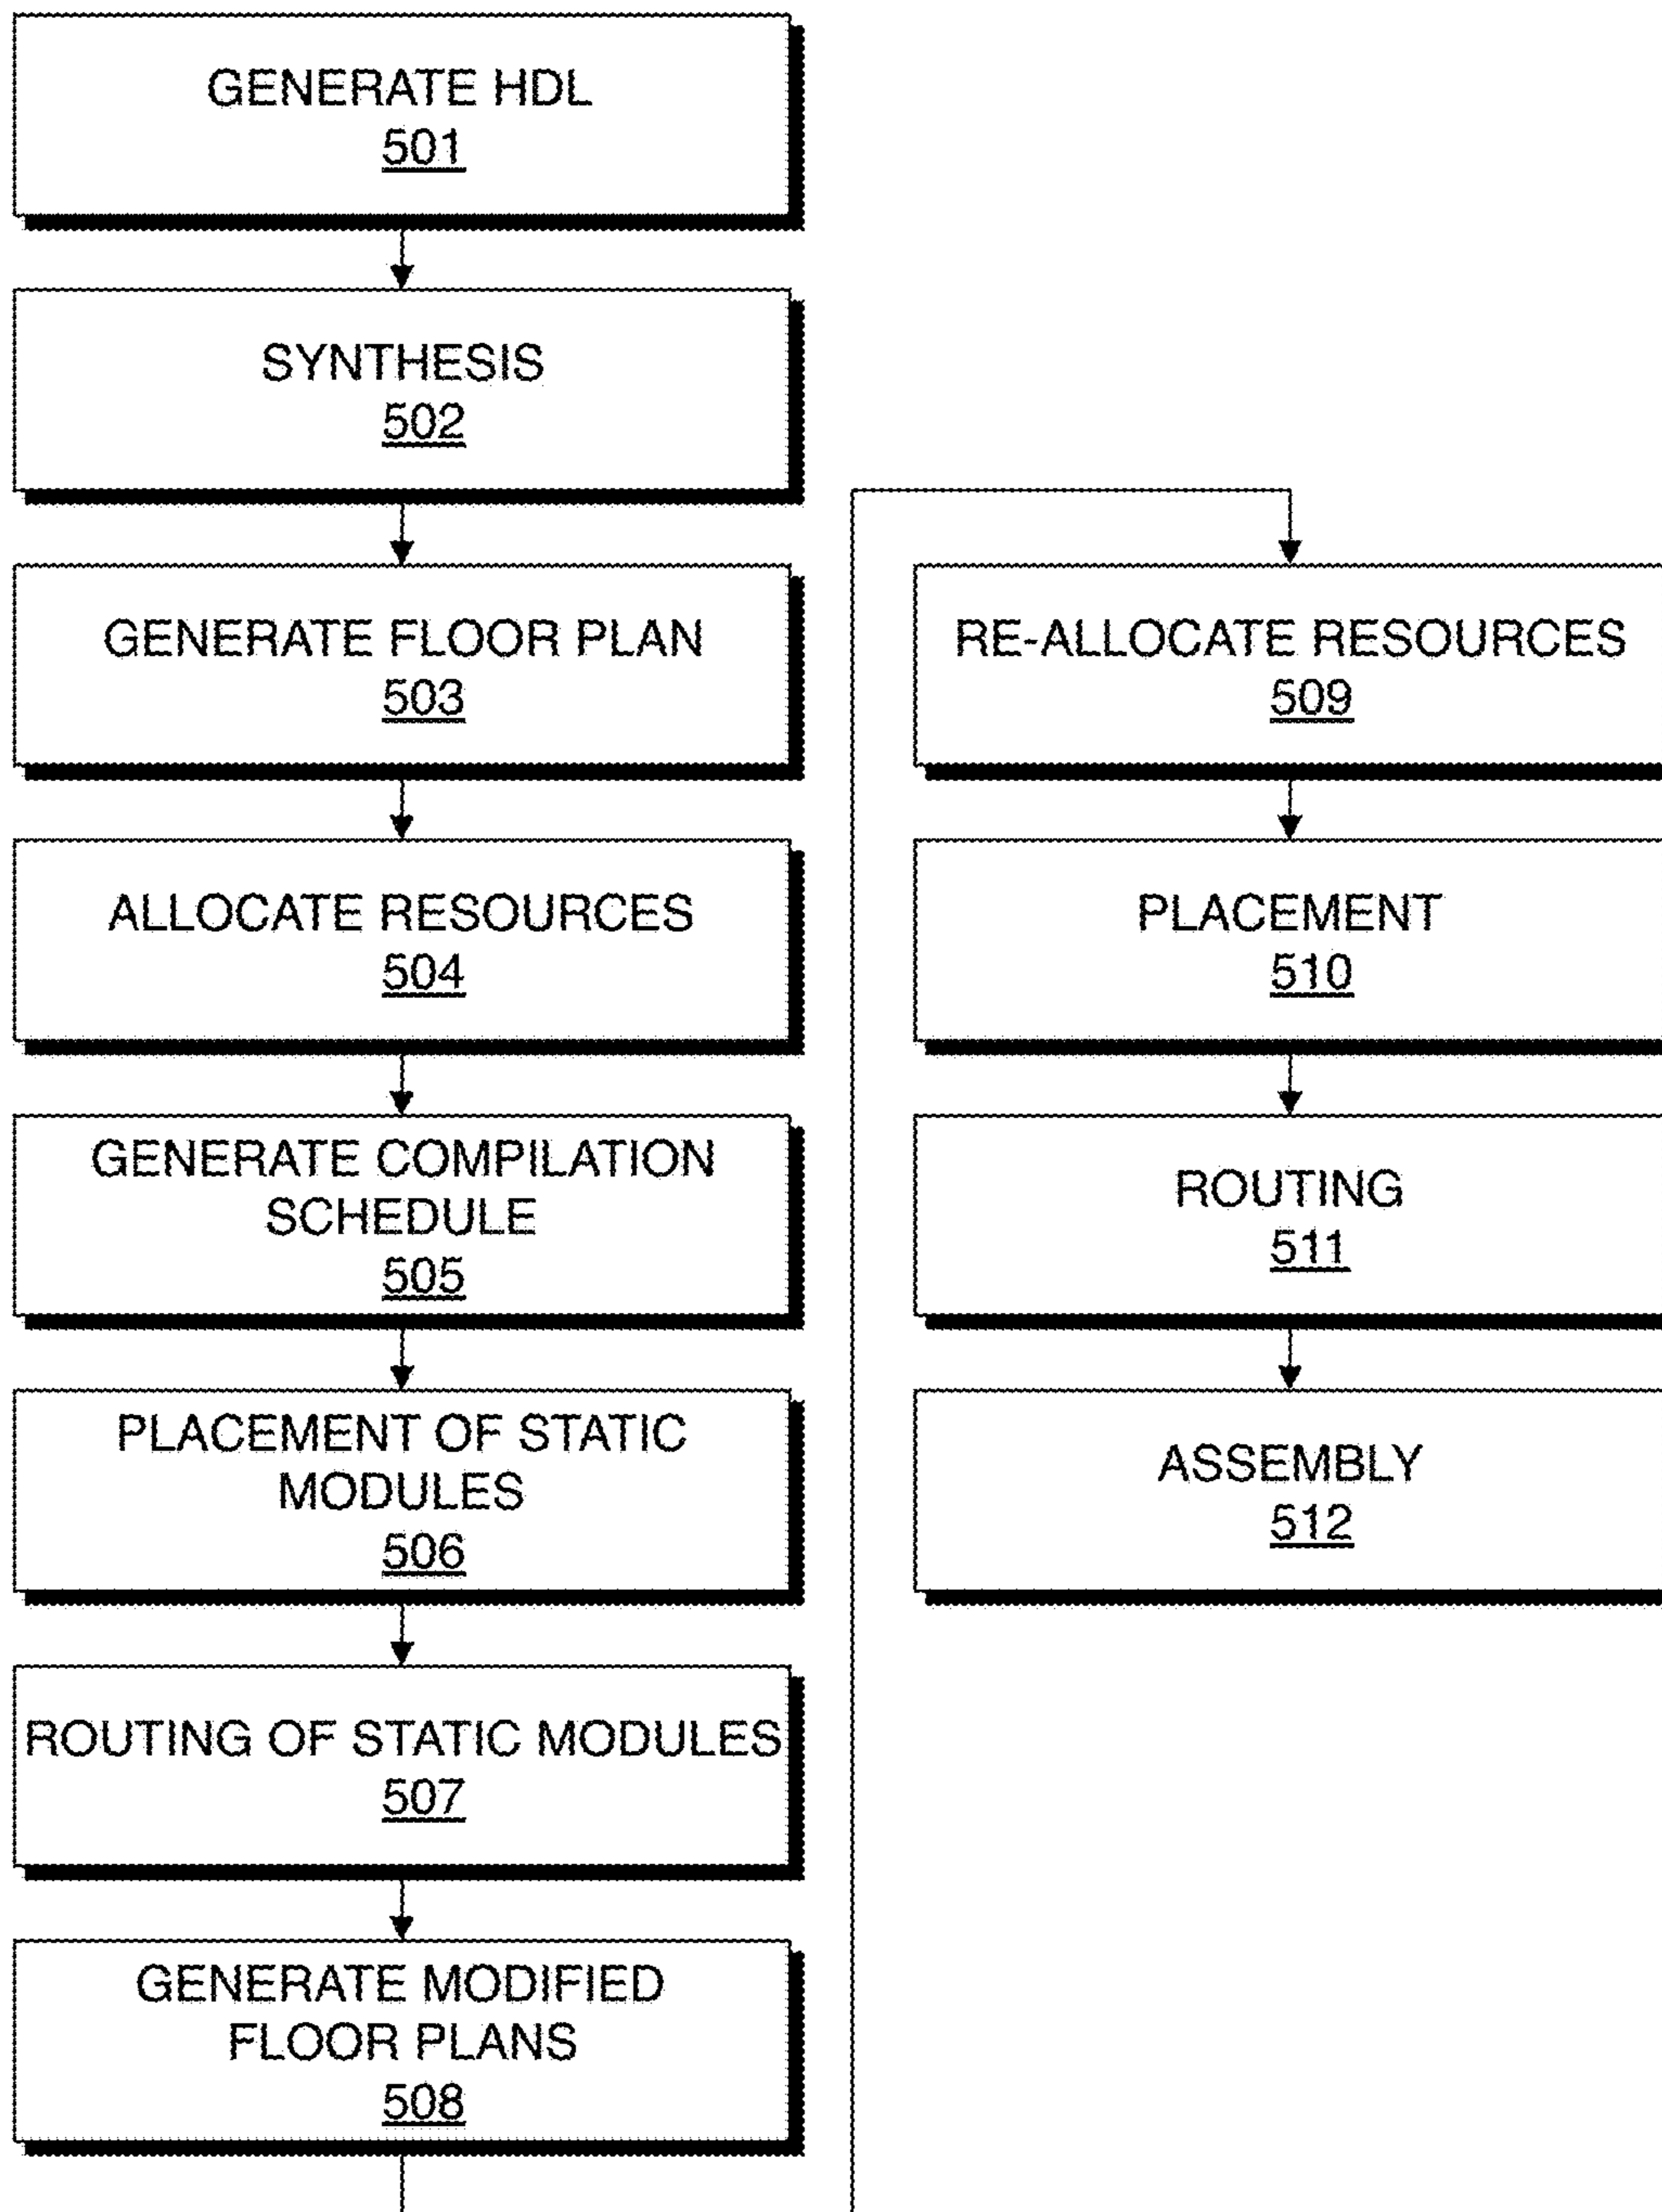 GENERATE HDL
501
SYNTHESIS
502
GENERATE FLOOR PLAN
503
ALLOCATE RESOURCES
504
GENERATE COMPILATION
SCHEDULE
505
PLACEMENT OF STATIC
MODULES
506
ROUTING OF STATIC MODULES
507
GENERATE MODIFIED
FLOOR PLANS
508
RE-ALLOCATE RESOURCES
509
PLACEMENT
510
ROUTING
511
ASSEMBLY
512